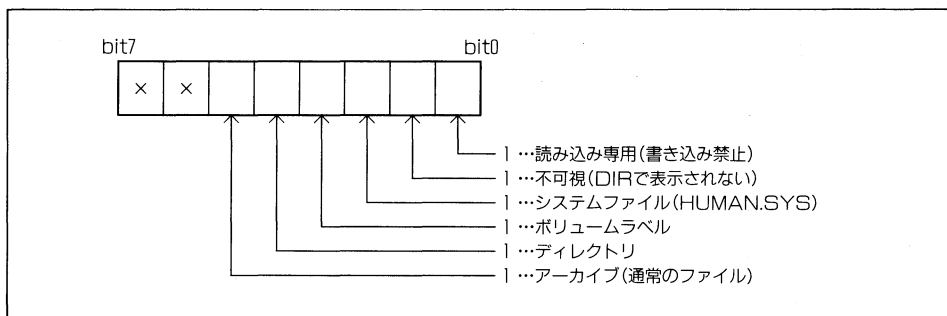 bit7 bit0
× ×
1…読み込み専用(書き込み禁止)
1…不可視(DIRで表示されない)
1…システムファイル(HUMAN.SYS)
1…ボリュームラベル
1…ディレクトリ
1…アーカイブ(通常のファイル)